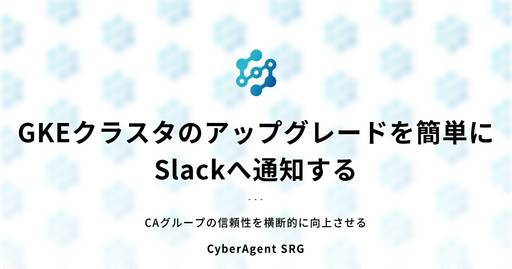 GKEクラスタのアップグレードを簡単に
Slackへ通知する
---
CAグループの信頼性を横断的に向上させる
CyberAgent SRG